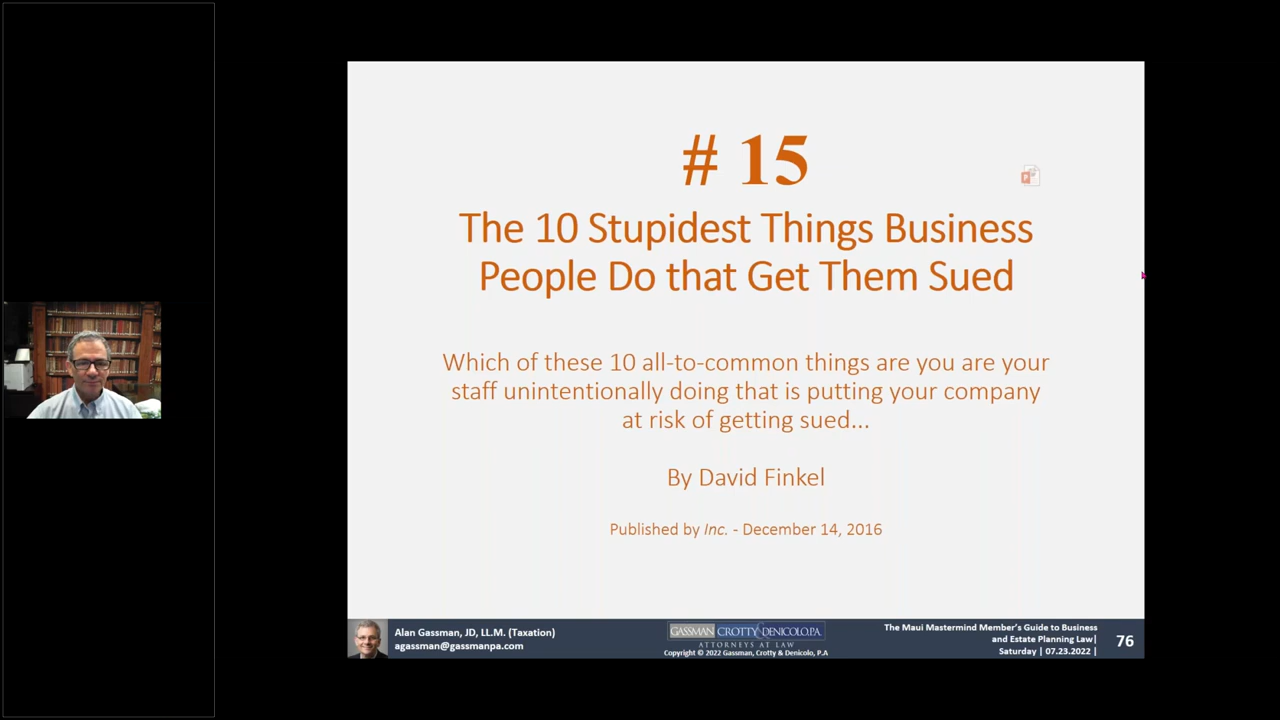 # 15
The 10 Stupidest Things Business
People Do that Get Them Sued
Which of these 10 all-to-common things are you are your
staff unintentionally doing that is putting your company
at risk of getting sued...
By David Finkel
Published by Inc. - December 14, 2016
Alan Gassman, JD, LL.M. (Taxation)
agassman@gassmanpa.com
GASSMAN CROTTY & DENICOLO, P.A.
ATTORNEYS AT LAW
Copyright © 2022 Gassman, Crotty & Denicolo, P.A
The Maui Mastermind Member's Guide to Business
and Estate Planning Law|
Saturday | 07.23.2022 |
76